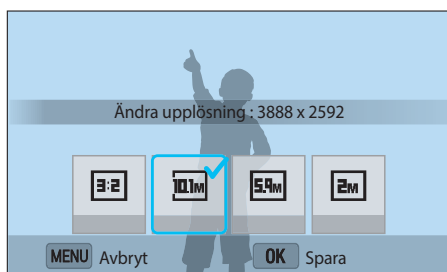 Ändra upplösning : 3888 x 2592
3:2 10.1M 5.9M 2M
MENU Avbryt OK Spara